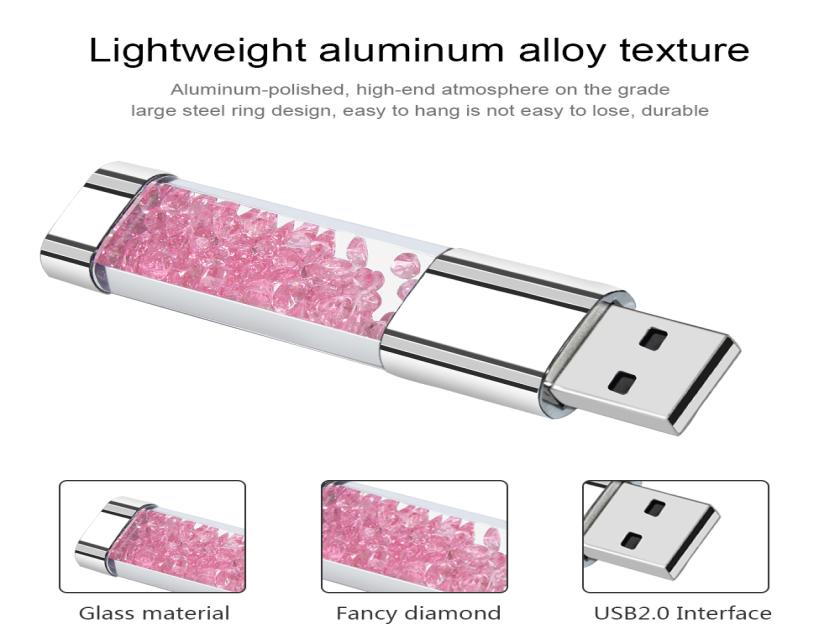 Lightweight aluminum alloy texture
Aluminum-polished, high-end atmosphere on the grade
large steel ring design, easy to hang is not easy to lose, durable
Glass material
Fancy diamond
USB2.0 Interface